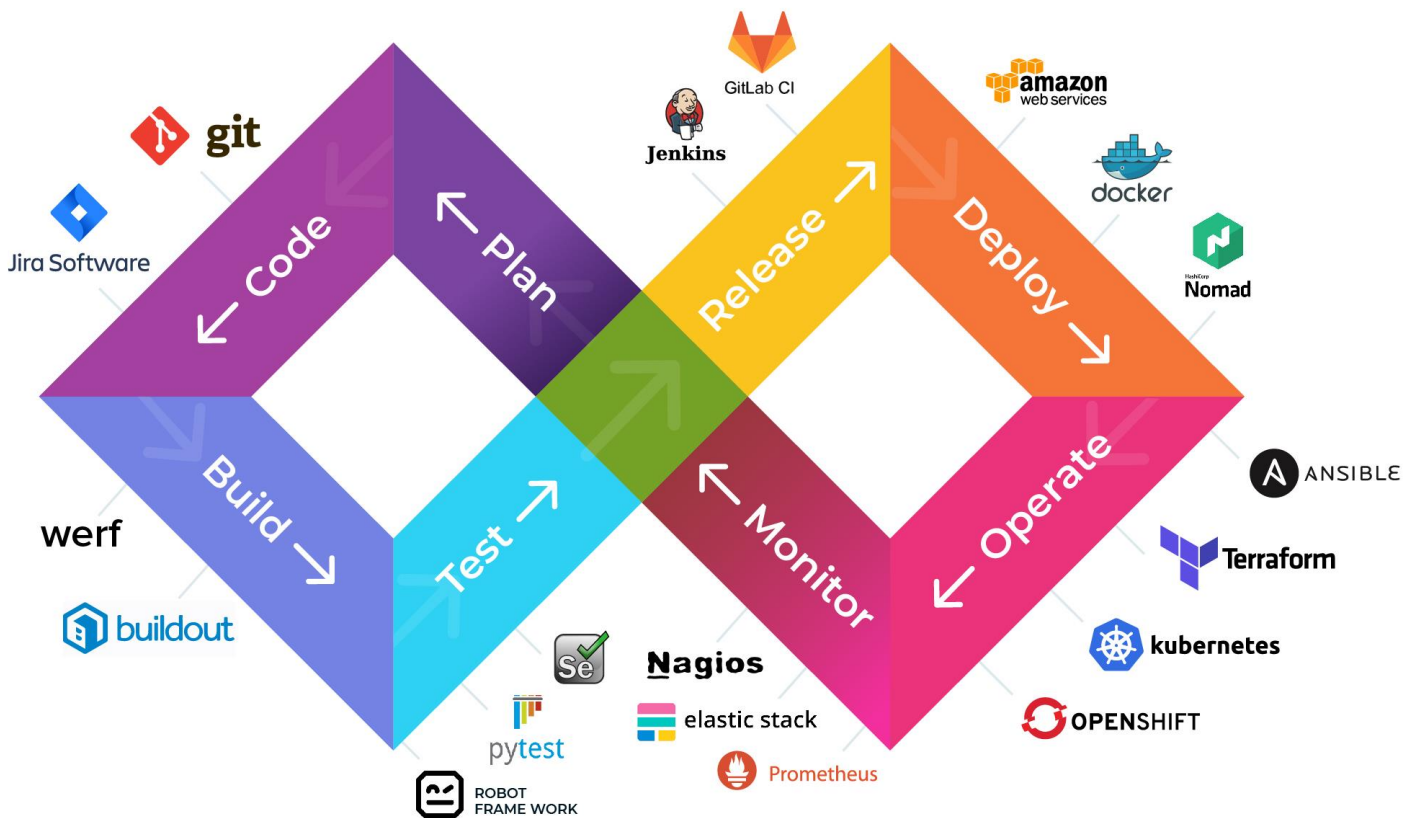 GitLab CI
amazon
web services
Jenkins
git
docker
Jira Software
HashiCorp
Nomad
Code
Plan
Release
Deploy
Build
Test
Monitor
Operate
ANSIBLE
werf
Terraform
buildout
Se
Nagios
kubernetes
elastic stack
OPENSHIFT
pytest
Prometheus
ROBOT
FRAME WORK